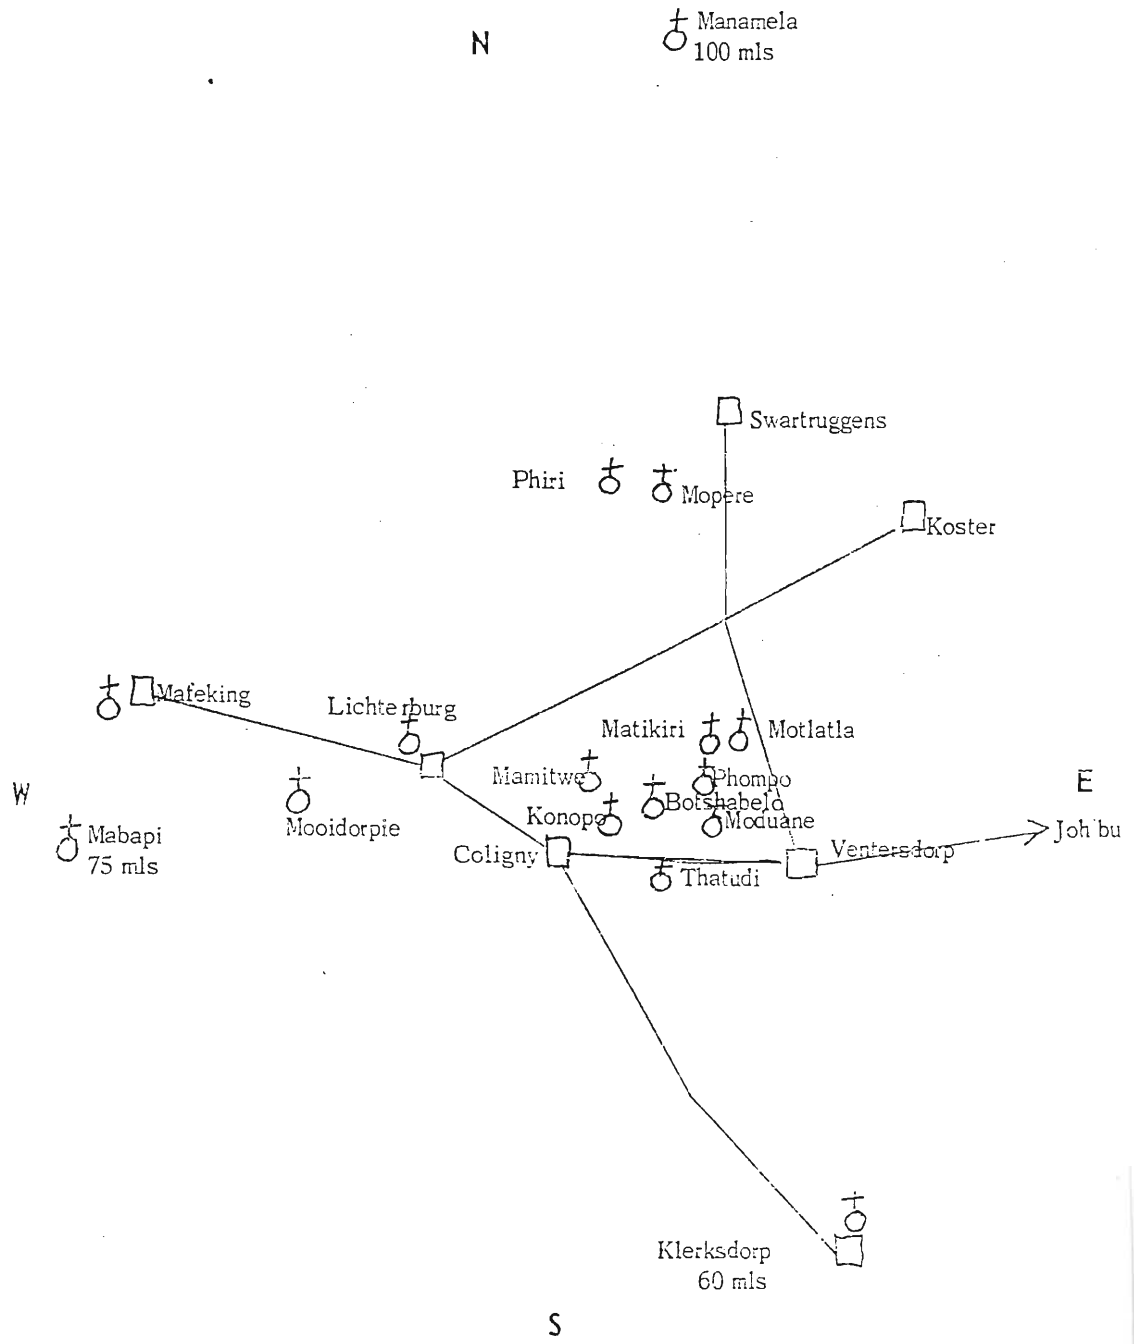 Manamela
N
100 mls
Swartruggens
Phiri
Mopere
Koster
Mafeking
Lichterburg
Matikiri
Motlatla
Mamitwe
Phompo
E
W
Botshabelo
Konopo
Moduane
Mooidorpie
Mabapi
75 mls
Joh'bu
Coligny
Ventersdorp
Thatudi
Klerksdorp
60 mls
S